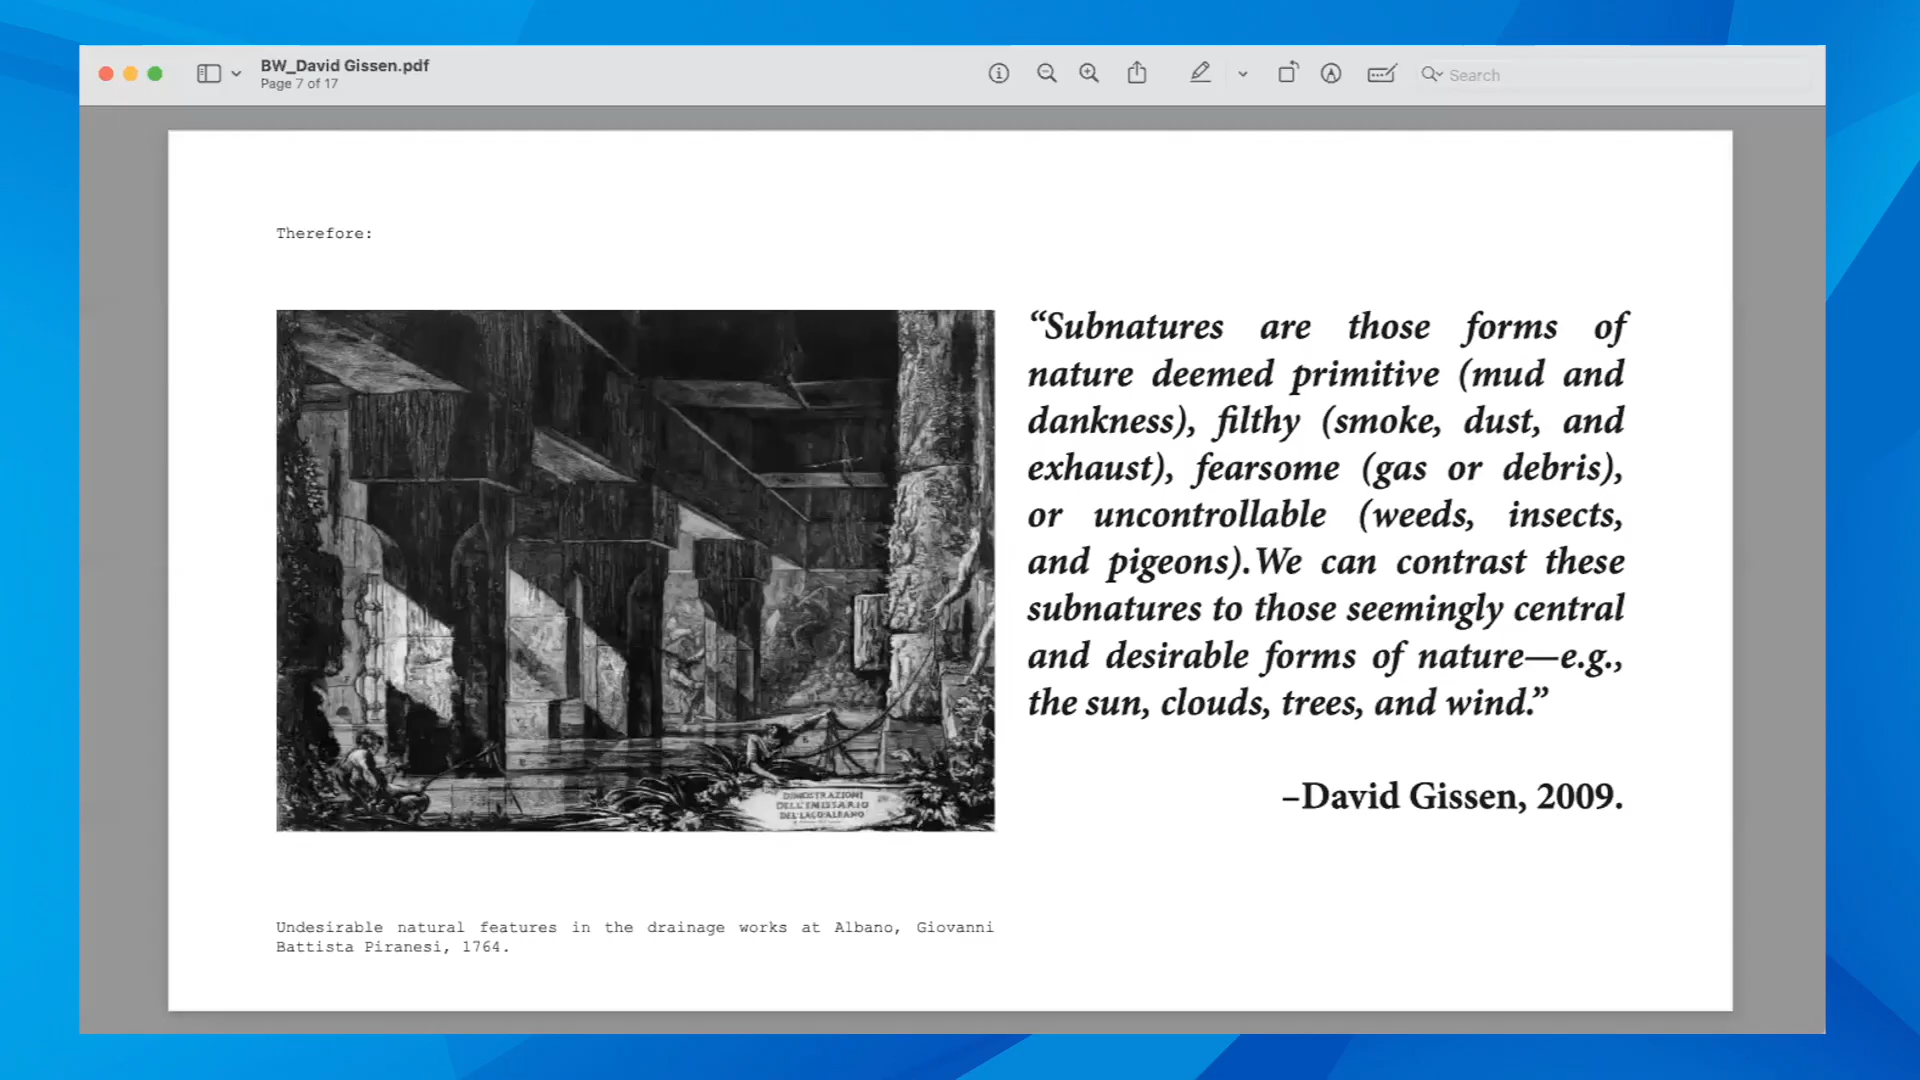 BW_David Gissen.pdf
Page 7 of 17
Search
Therefore:
“Subnatures are those forms of
nature deemed primitive (mud and
dankness), filthy (smoke, dust, and
exhaust), fearsome (gas or debris),
or uncontrollable (weeds, insects,
and pigeons).We can contrast these
subnatures to those seemingly central
and desirable forms of nature—e.g.,
the sun, clouds, trees, and wind.”
–David Gissen, 2009.
DIMOSTRAZIONI
DELL'EMISSARIO
DEL LAGO ALBANO
Undesirable natural features in the drainage works at Albano, Giovanni
Battista Piranesi, 1764.